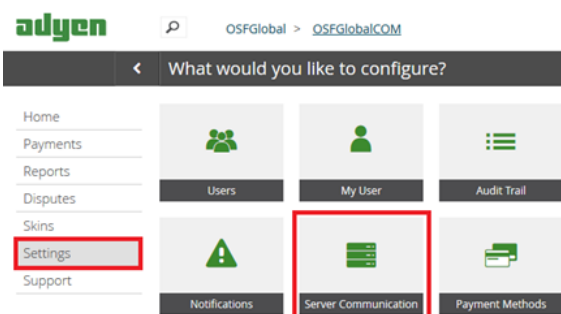 adyen
OSFGlobal > OSFGlobalCOM
What would you like to configure?
Home
Payments
Reports
Disputes
Skins
Settings
Support
Users
My User
Audit Trail
Notifications
Server Communication
Payment Methods